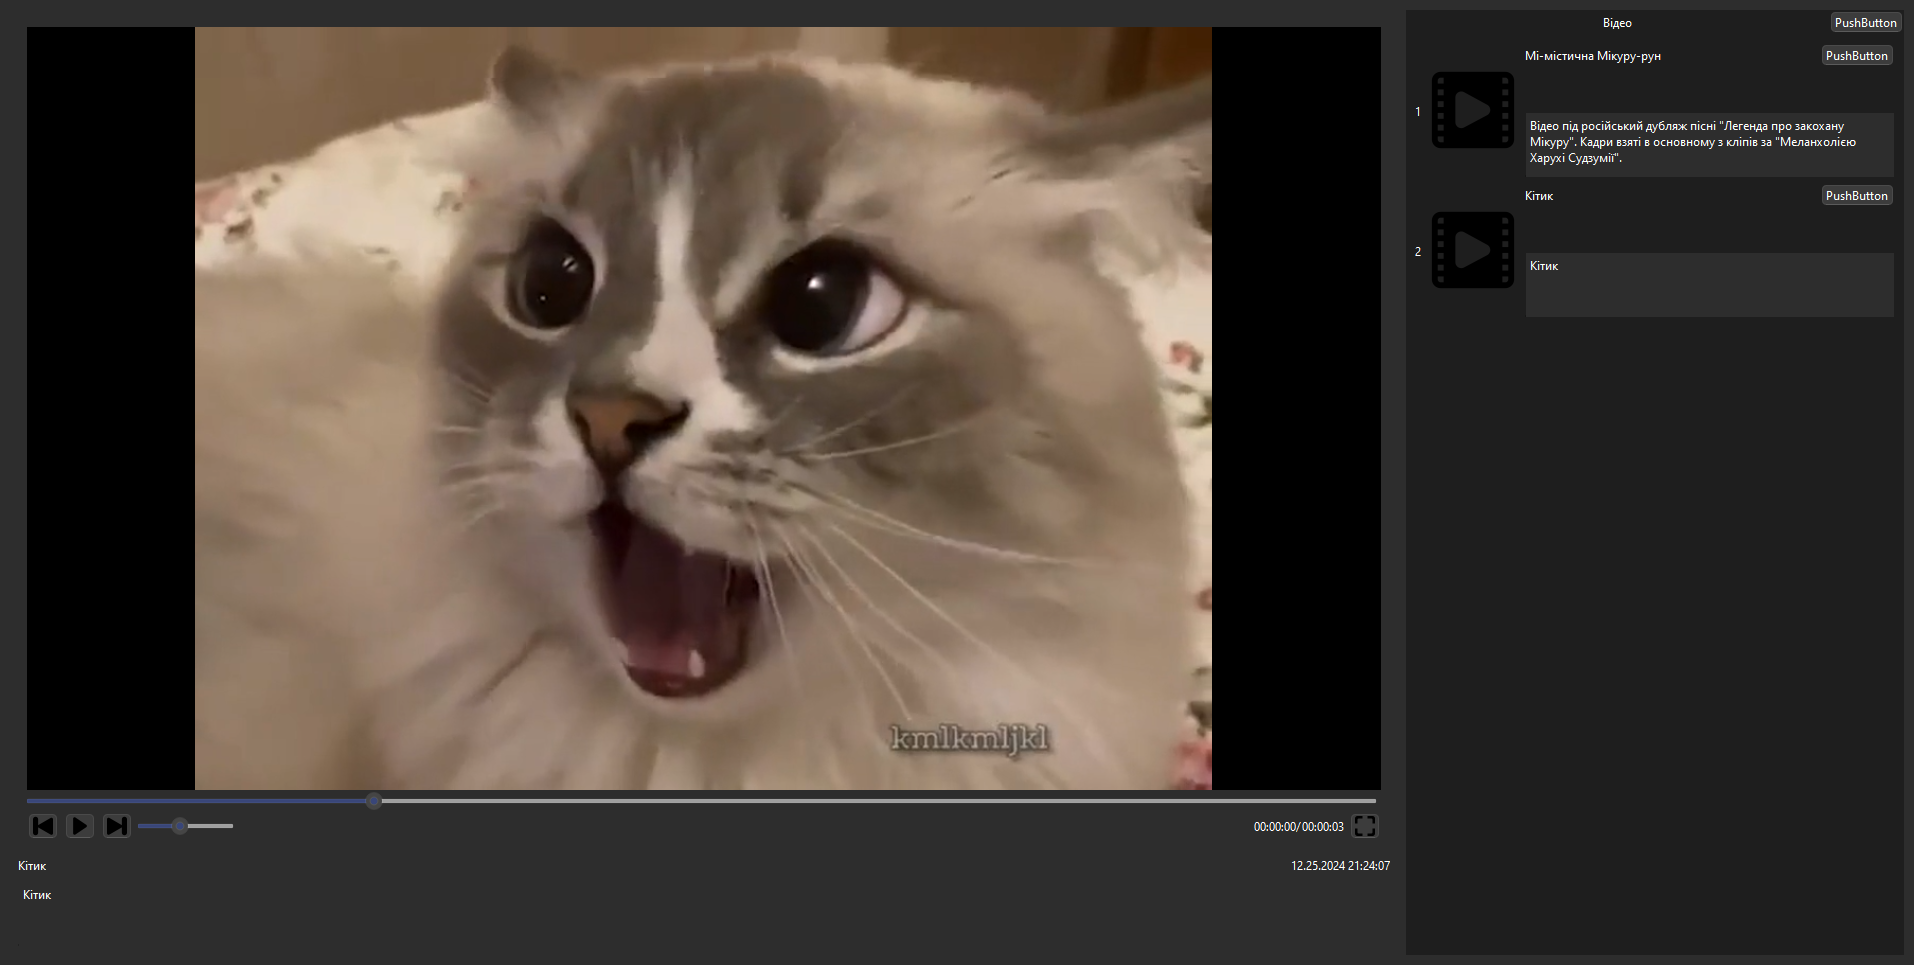 Відео
PushButton
Мі-містична Мікуру-рун
PushButton
1
Відео під російський дубляж пісні "Легенда про закохану
Мікуру". Кадри взяті в основному з кліпів за "Меланхолією
Харухі Судзумії".
Кітик
PushButton
2
Кітик
kmlkmljkl
00:00:00/00:00:03
Кітик
12.25.2024 21:24:07
Кітик